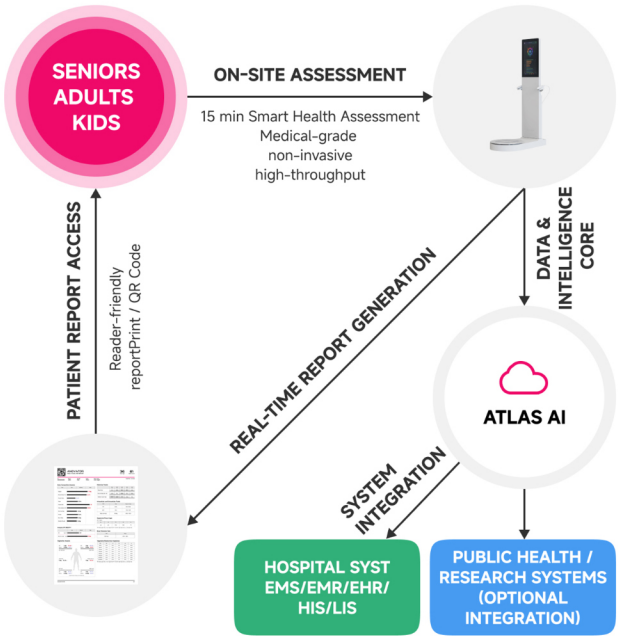 SENIORS
ADULTS
KIDS
ON-SITE ASSESSMENT
15 min Smart Health Assessment
Medical-grade
non-invasive
high-throughput
DATA &
INTELLIGENCE
CORE
REAL-TIME REPORT GENERATION
PATIENT REPORT ACCESS
Reader-friendly
reportPrint / QR Code
ATLAS AI
SYSTEM
INTEGRATION
HOSPITAL SYST
EMS/EMR/EHR/
HIS/LIS
PUBLIC HEALTH /
RESEARCH SYSTEMS
(OPTIONAL
INTEGRATION)